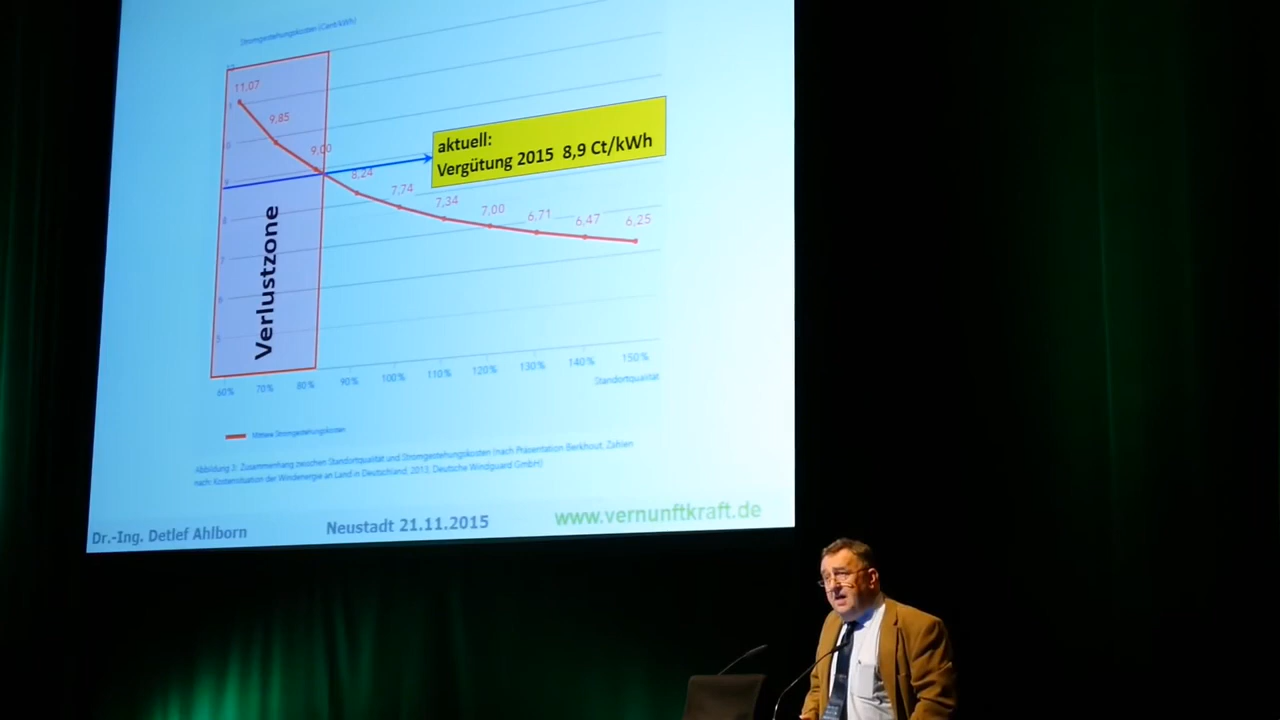 Stromgestehungskosten (Cent/kWh)
11,07
9,85
9,00
8,24
7,74
7,34
7,00
6,71
6,47
6,25
aktuell:
Vergütung 2015 8,9 Ct/kWh
Verlustzone
60%
70%
80%
90%
100%
110%
120%
130%
140%
150%
Standortqualität
Mittlere Stromgestehungskosten
Abbildung 3: Zusammenhang zwischen Standortqualität und Stromgestehungskosten (nach Präsentation Berkhout, Zahlen
nach: Kostensituation der Windenergie an Land in Deutschland, 2013, Deutsche Windguard GmbH)
Dr.-Ing. Detlef Ahlborn
Neustadt 21.11.2015
www.vernunftkraft.de